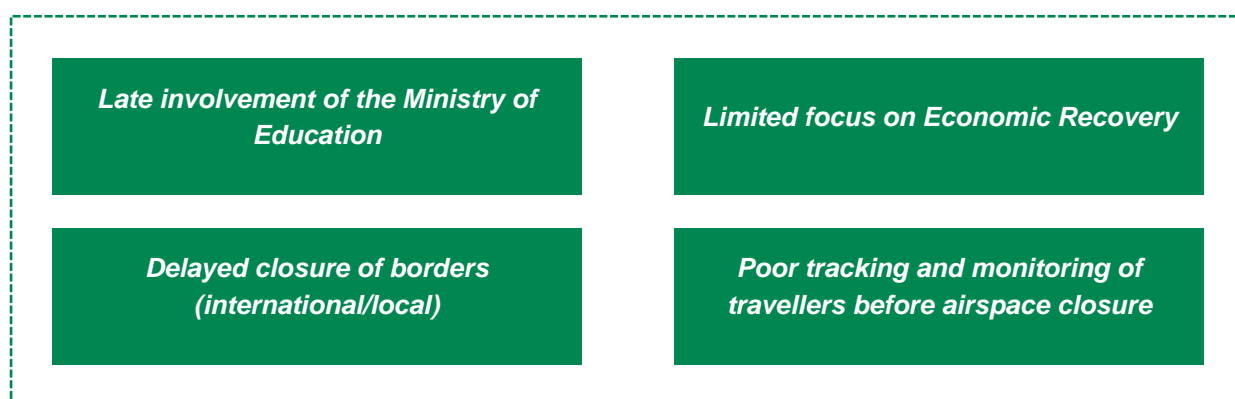 Late involvement of the Ministry of
Education
Limited focus on Economic Recovery
Delayed closure of borders
(international/local)
Poor tracking and monitoring of
travellers before airspace closure